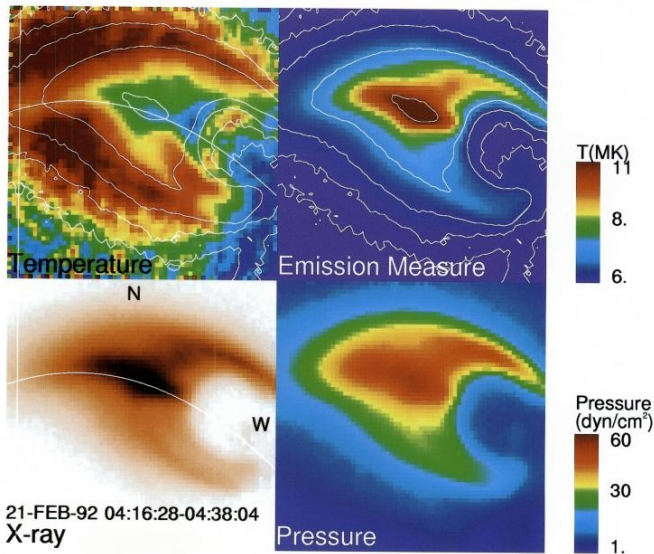 Temperature
Emission Measure
T(MK)
11
8.
6.
N
W
21-FEB-92 04:16:28-04:38:04
X-ray
Pressure
Pressure
(dyn/cm²)
60
30
1.